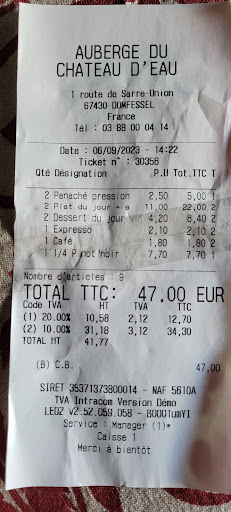 AUBERGE DU
CHATEAU D'EAU
1 route de Sarre-Union
67430 DOMFESSEL
France
Tél : 03 88 00 04 14
Date : 06/09/2023 - 14:22
Ticket n° : 30356
Qté Désignation P.U Tot.TTC T
2 Panaché pression 2,50 5,00 1
2 Plat du jour + e 11,00 22,00 2
2 Dessert du jour 4,20 8,40 2
1 Expresso 2,10 2,10 2
1 Café 1,80 1,80 2
1 1/4 Pinot noir 7,70 7,70 1
Nombre d'articles : 9
TOTAL TTC: 47.00 EUR
Code TVA HT TVA TTC
(1) 20.00% 10,58 2,12 12,70
(2) 10.00% 31,18 3,12 34,30
TOTAL HT 41,77
(B) C.B. 47,00
SIRET 35371373800014 - NAF 5610A
TVA Intracom Version Démo
LEO2 v2.52.059.058 - 80001umVI
Service : Manager (1)*
Caisse 1
Merci à bientôt